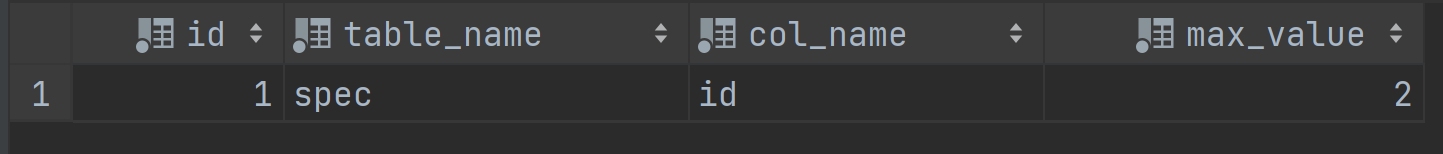 id table_name col_name max_value
1 1 spec id 2